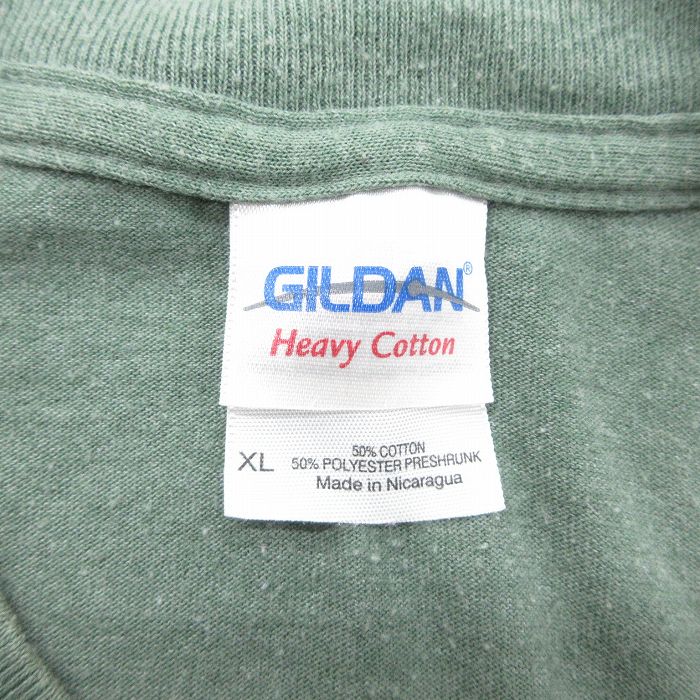 GILDAN®
Heavy Cotton
XL
50% COTTON
50% POLYESTER PRESHRUNK
Made in Nicaragua